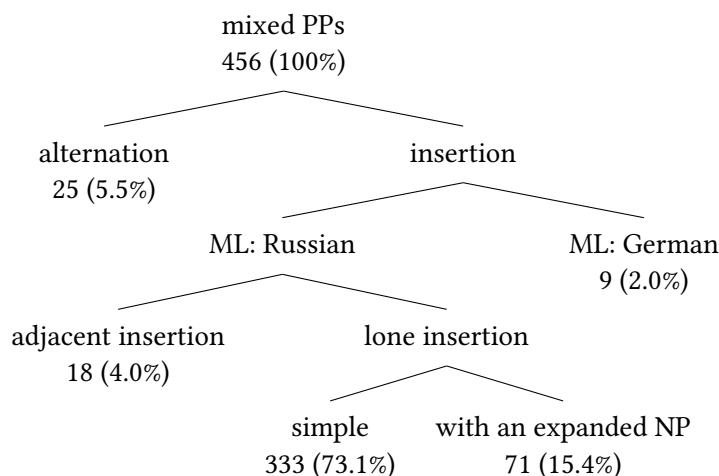 mixed PPs
456 (100%)
alternation
25 (5.5%)
insertion
ML: Russian
ML: German
9 (2.0%)
adjacent insertion
18 (4.0%)
lone insertion
simple
333 (73.1%)
with an expanded NP
71 (15.4%)